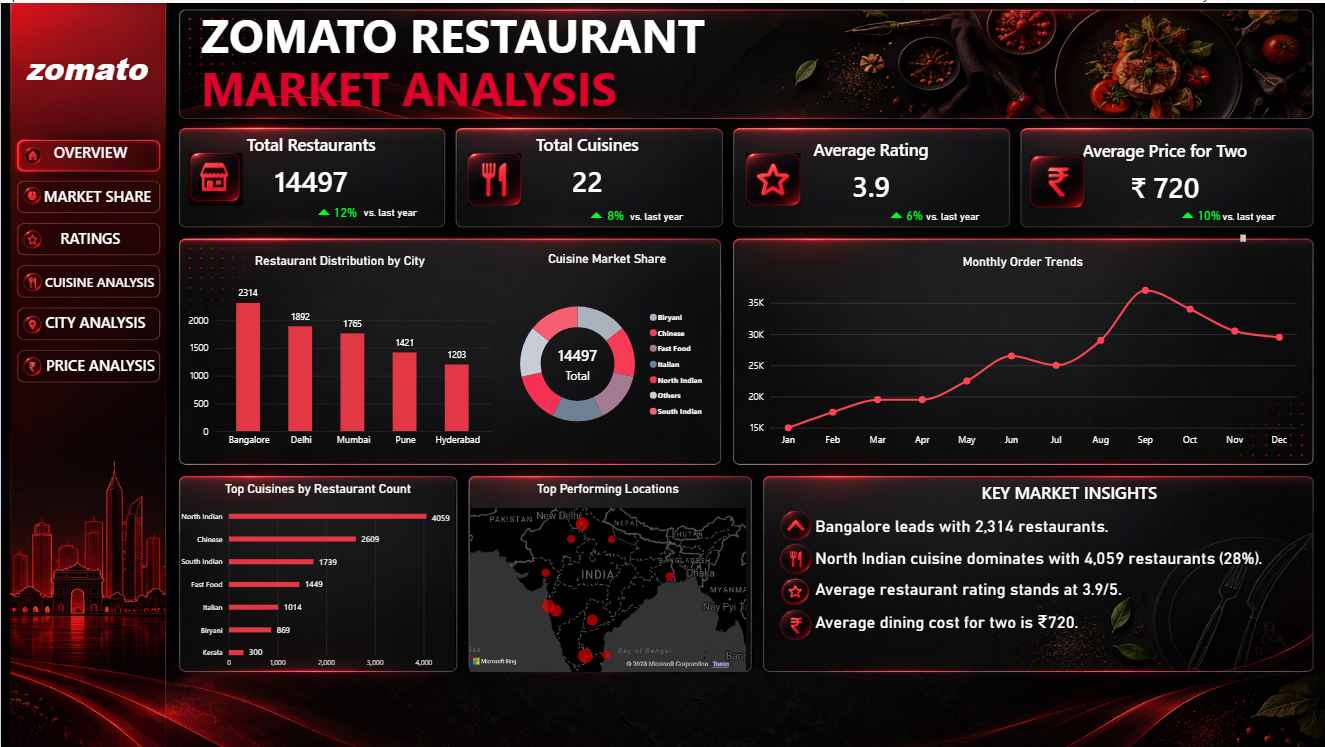 zomato
OVERVIEW
MARKET SHARE
RATINGS
CUISINE ANALYSIS
CITY ANALYSIS
PRICE ANALYSIS
ZOMATO RESTAURANT
MARKET ANALYSIS
Total Restaurants
14497
12% vs. last year
Total Cuisines
22
8% vs. last year
Average Rating
3.9
6% vs. last year
Average Price for Two
₹ 720
10% vs. last year
Restaurant Distribution by City
2314
1892
1765
1421
1203
2000
1500
1000
500
0
Bangalore Delhi Mumbai Pune Hyderabad
Cuisine Market Share
14497
Total
Biryani
Chinese
Fast Food
Italian
North Indian
Others
South Indian
Monthly Order Trends
35K
30K
25K
20K
15K
Jan Feb Mar Apr May Jun Jul Aug Sep Oct Nov Dec
Top Cuisines by Restaurant Count
North Indian 4059
Chinese 2609
South Indian 1739
Fast Food 1449
Italian 1014
Biryani 869
Kerala 300
0 1,000 2,000 3,000 4,000
Top Performing Locations
PAKISTAN New Delhi NEPAL
BHUTAN
BANGLADESH
INDIA Dhaka
MYANMA
Nay Pyi T
Bay of Bengal
Ban
Microsoft Bing
Microsoft Corporation Terms
KEY MARKET INSIGHTS
Bangalore leads with 2,314 restaurants.
North Indian cuisine dominates with 4,059 restaurants (28%).
Average restaurant rating stands at 3.9/5.
Average dining cost for two is ₹720.